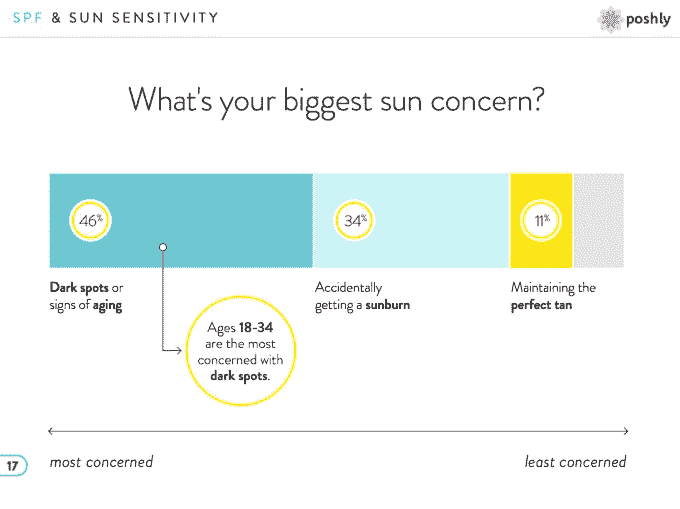 SPF & SUN SENSITIVITY
poshly
What's your biggest sun concern?
46%
34%
11%
Dark spots or
signs of aging
Accidentally
getting a sunburn
Maintaining the
perfect tan
Ages 18-34
are the most
concerned with
dark spots.
17
most concerned
least concerned